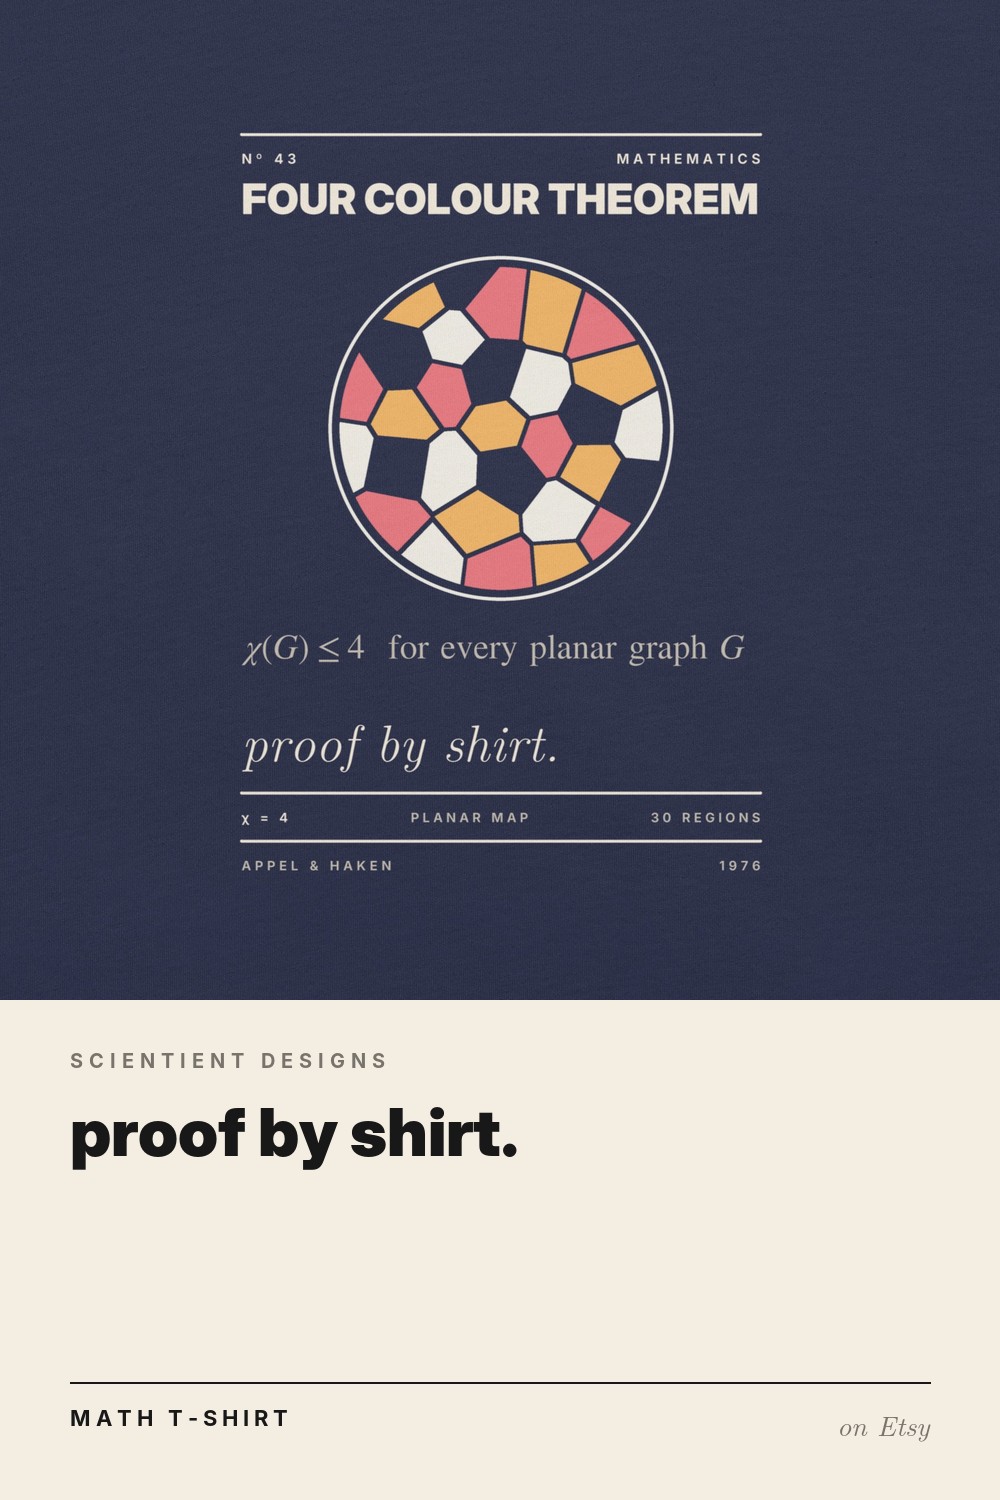 Nº 43 MATHEMATICS
FOUR COLOUR THEOREM
χ(G) ≤ 4 for every planar graph G
proof by shirt.
χ = 4 PLANAR MAP 30 REGIONS
APPEL & HAKEN 1976
SCIENTIENT DESIGNS
proof by shirt.
MATH T-SHIRT on Etsy